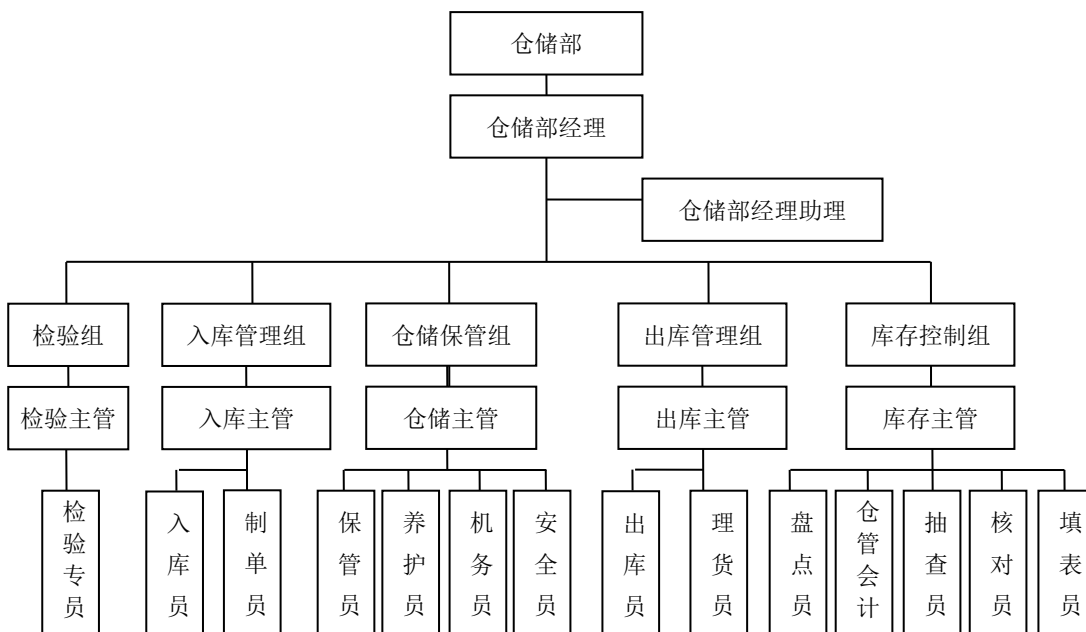 仓储部
仓储部经理
仓储部经理助理
检验组
入库管理组
仓储保管组
出库管理组
库存控制组
检验主管
入库主管
仓储主管
出库主管
库存主管
检验专员
入库员
制单员
保管员
养护员
机务员
安全员
出库员
理货员
盘点员
仓管会计
抽查员
核对员
填表员